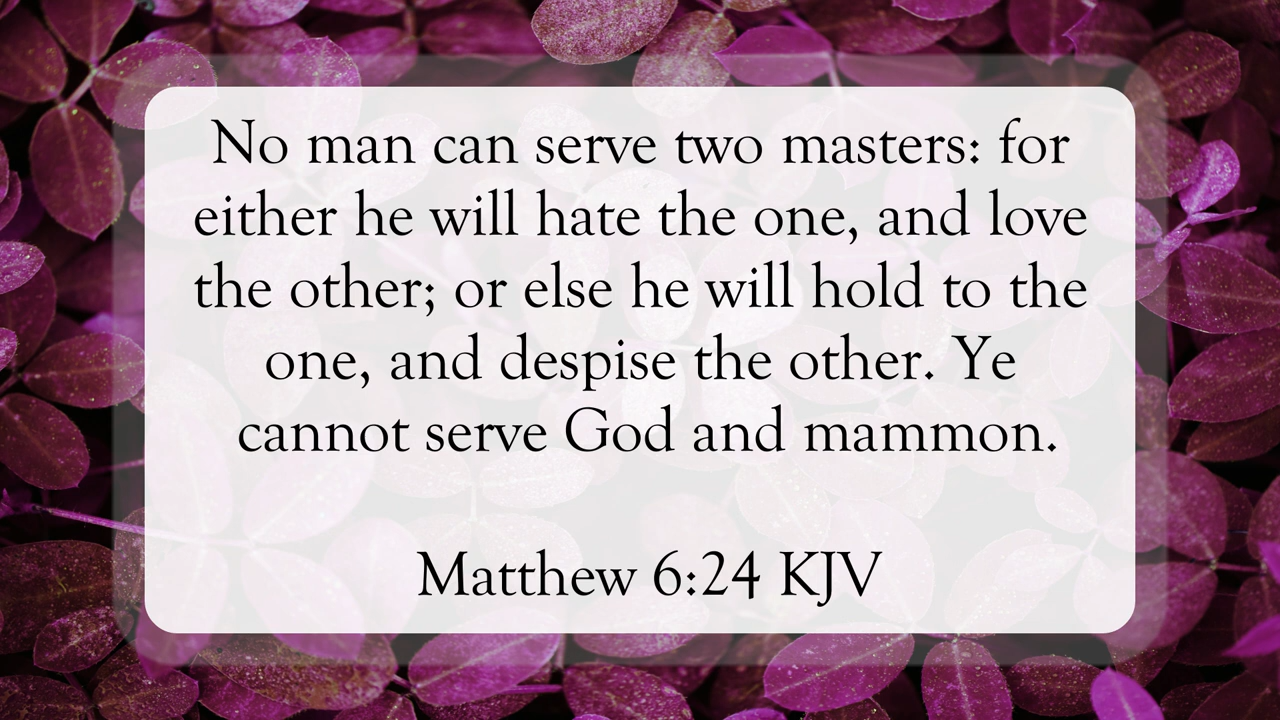 No man can serve two masters: for
either he will hate the one, and love
the other; or else he will hold to the
one, and despise the other. Ye
cannot serve God and mammon.
Matthew 6:24 KJV